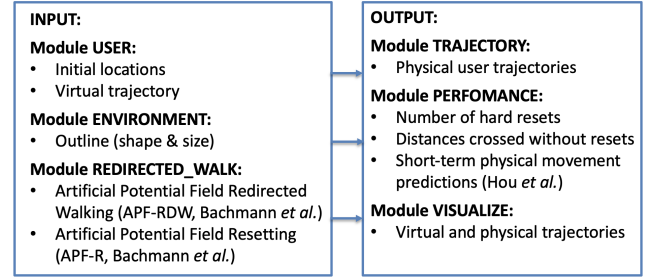 INPUT:
Module USER:
• Initial locations
• Virtual trajectory
Module ENVIRONMENT:
• Outline (shape & size)
Module REDIRECTED_WALK:
• Artificial Potential Field Redirected
Walking (APF-RDW, Bachmann et al.)
• Artificial Potential Field Resetting
(APF-R, Bachmann et al.)
OUTPUT:
Module TRAJECTORY:
• Physical user trajectories
Module PERFOMANCE:
• Number of hard resets
• Distances crossed without resets
• Short-term physical movement
predictions (Hou et al.)
Module VISUALIZE:
• Virtual and physical trajectories